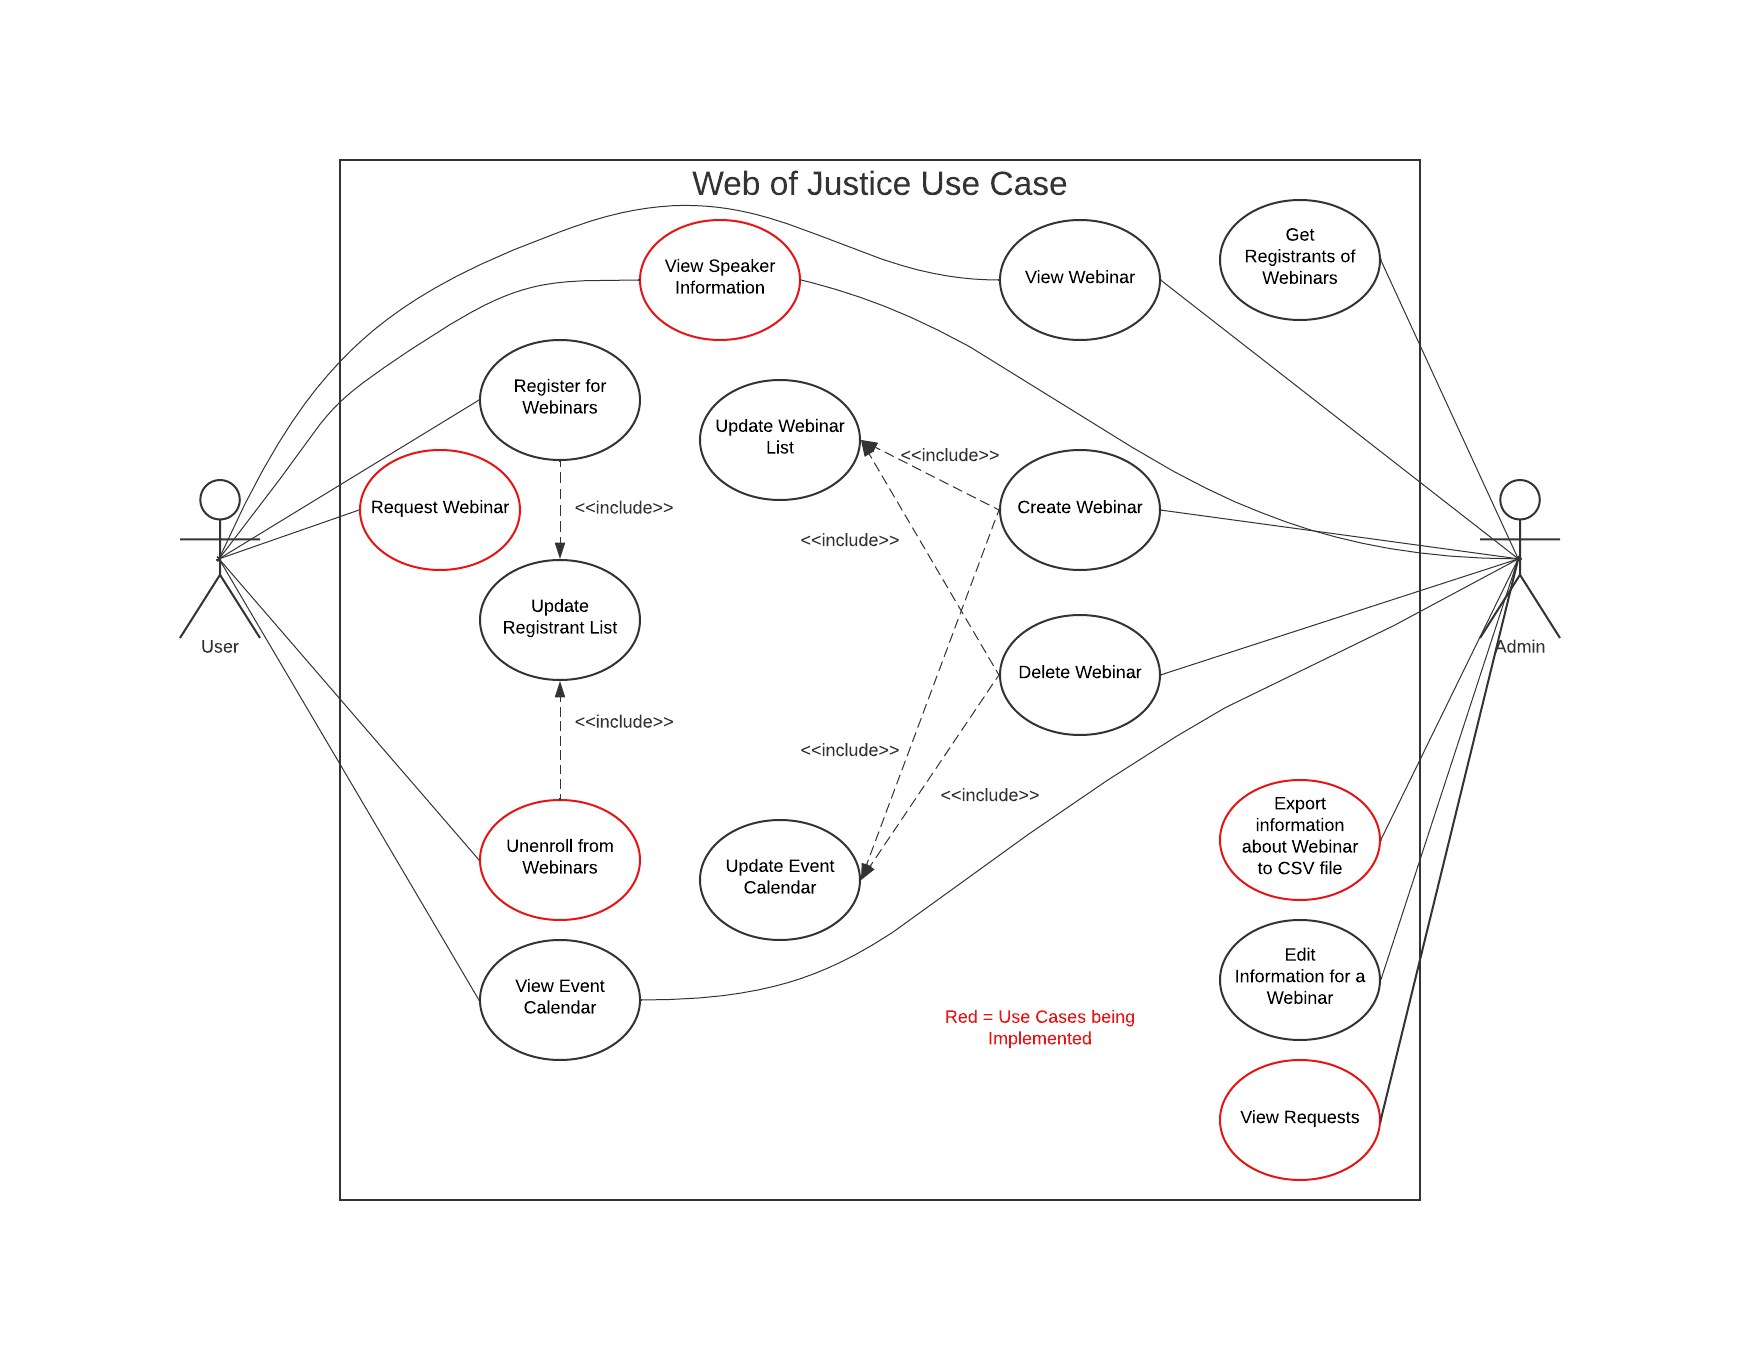 Web of Justice Use Case
View Speaker
Information
View Webinar
Get
Registrants of
Webinars
Register for
Webinars
Update Webinar
List
<<include>>
Request Webinar
<<include>>
Create Webinar
<<include>>
Update
Registrant List
User
Admin
Delete Webinar
<<include>>
<<include>>
<<include>>
Unenroll from
Webinars
Update Event
Calendar
Export
information
about Webinar
to CSV file
View Event
Calendar
Edit
Information for a
Webinar
Red = Use Cases being
Implemented
View Requests